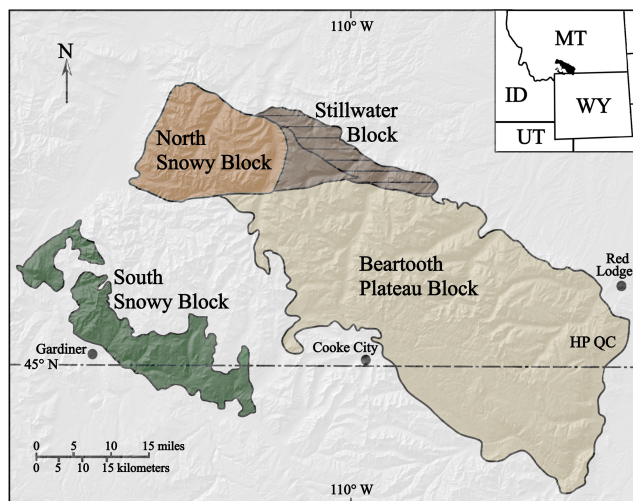 110° W
N
MT
ID
WY
UT
Stillwater
Block
North
Snowy Block
Beartooth
Plateau Block
Red
Lodge
South
Snowy Block
Gardiner
Cooke City
HP QC
45° N
0 5 10 15 miles
0 5 10 15 kilometers
110° W